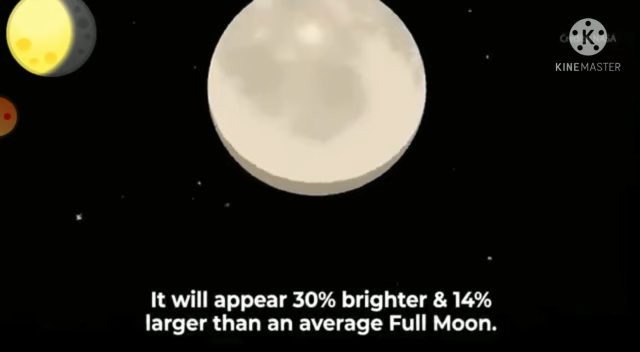 KINEMASTER
It will appear 30% brighter & 14%
larger than an average Full Moon.